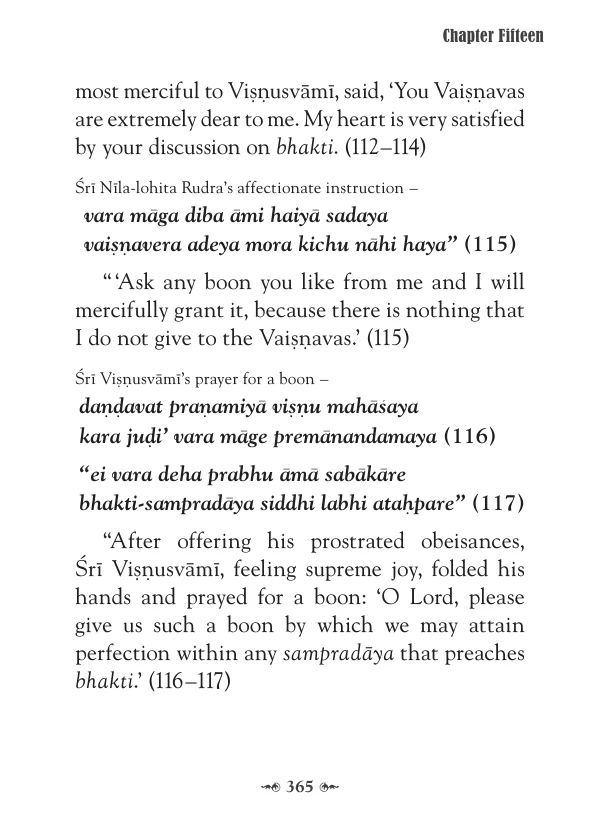 Chapter Fifteen
most merciful to Viṣṇusvāmī, said, ‘You Vaiṣṇavas
are extremely dear to me. My heart is very satisfied
by your discussion on bhakti. (112–114)
Śrī Nīla-lohita Rudra’s affectionate instruction –
vara māga diba āmi haiyā sadaya
vaiṣṇavera adeya mora kichu nāhi haya” (115)
“ ‘Ask any boon you like from me and I will
mercifully grant it, because there is nothing that
I do not give to the Vaiṣṇavas.’ (115)
Śrī Viṣṇusvāmī’s prayer for a boon –
daṇḍavat praṇamiyā viṣṇu mahāśaya
kara juḍi’ vara māge premānandamaya (116)
“ei vara deha prabhu āmā sabākāre
bhakti-sampradāya siddhi labhi ataḥpare” (117)
“After offering his prostrated obeisances,
Śrī Viṣṇusvāmī, feeling supreme joy, folded his
hands and prayed for a boon: ‘O Lord, please
give us such a boon by which we may attain
perfection within any sampradāya that preaches
bhakti.’ (116–117)
365